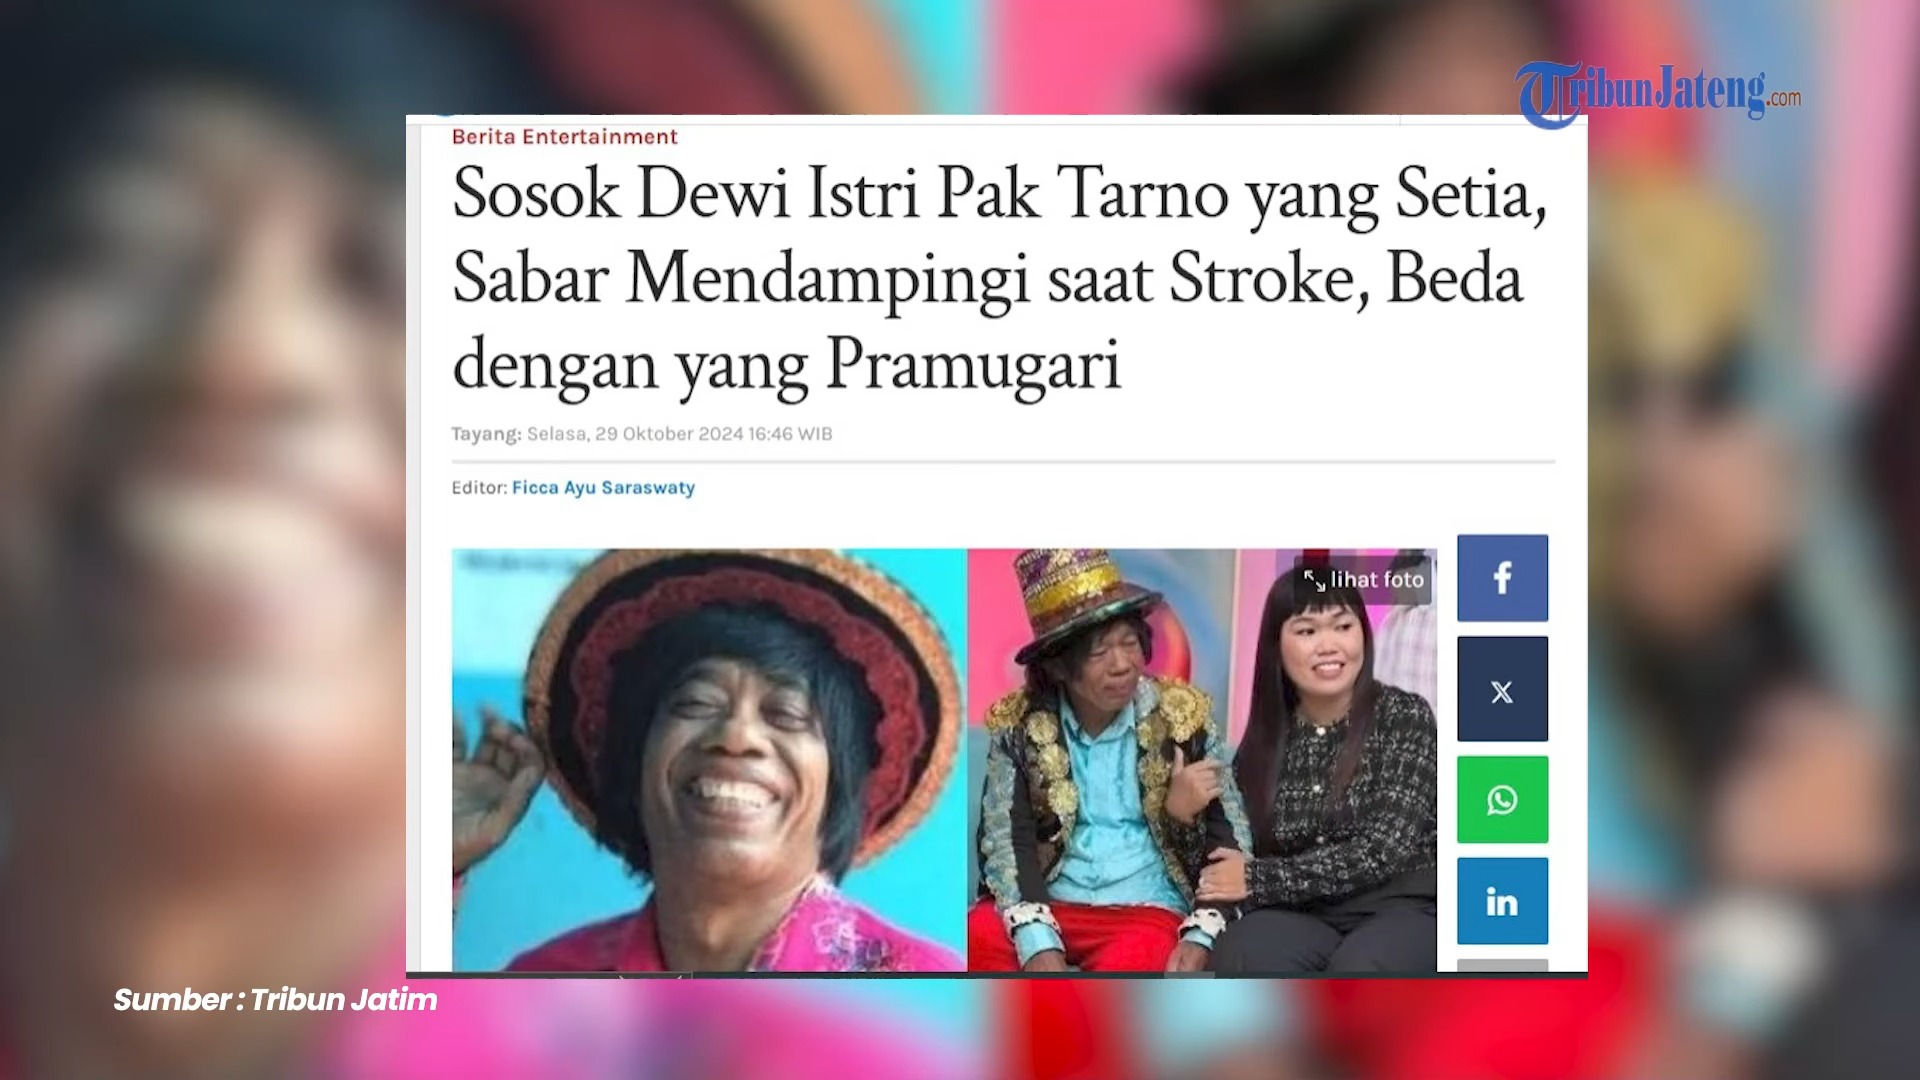 TribunJateng.com
Berita Entertainment
Sosok Dewi Istri Pak Tarno yang Setia,
Sabar Mendampingi saat Stroke, Beda
dengan yang Pramugari
Tayang: Selasa, 29 Oktober 2024 16:46 WIB
Editor: Ficca Ayu Saraswaty
lihat foto
f
X
in
Sumber : Tribun Jatim